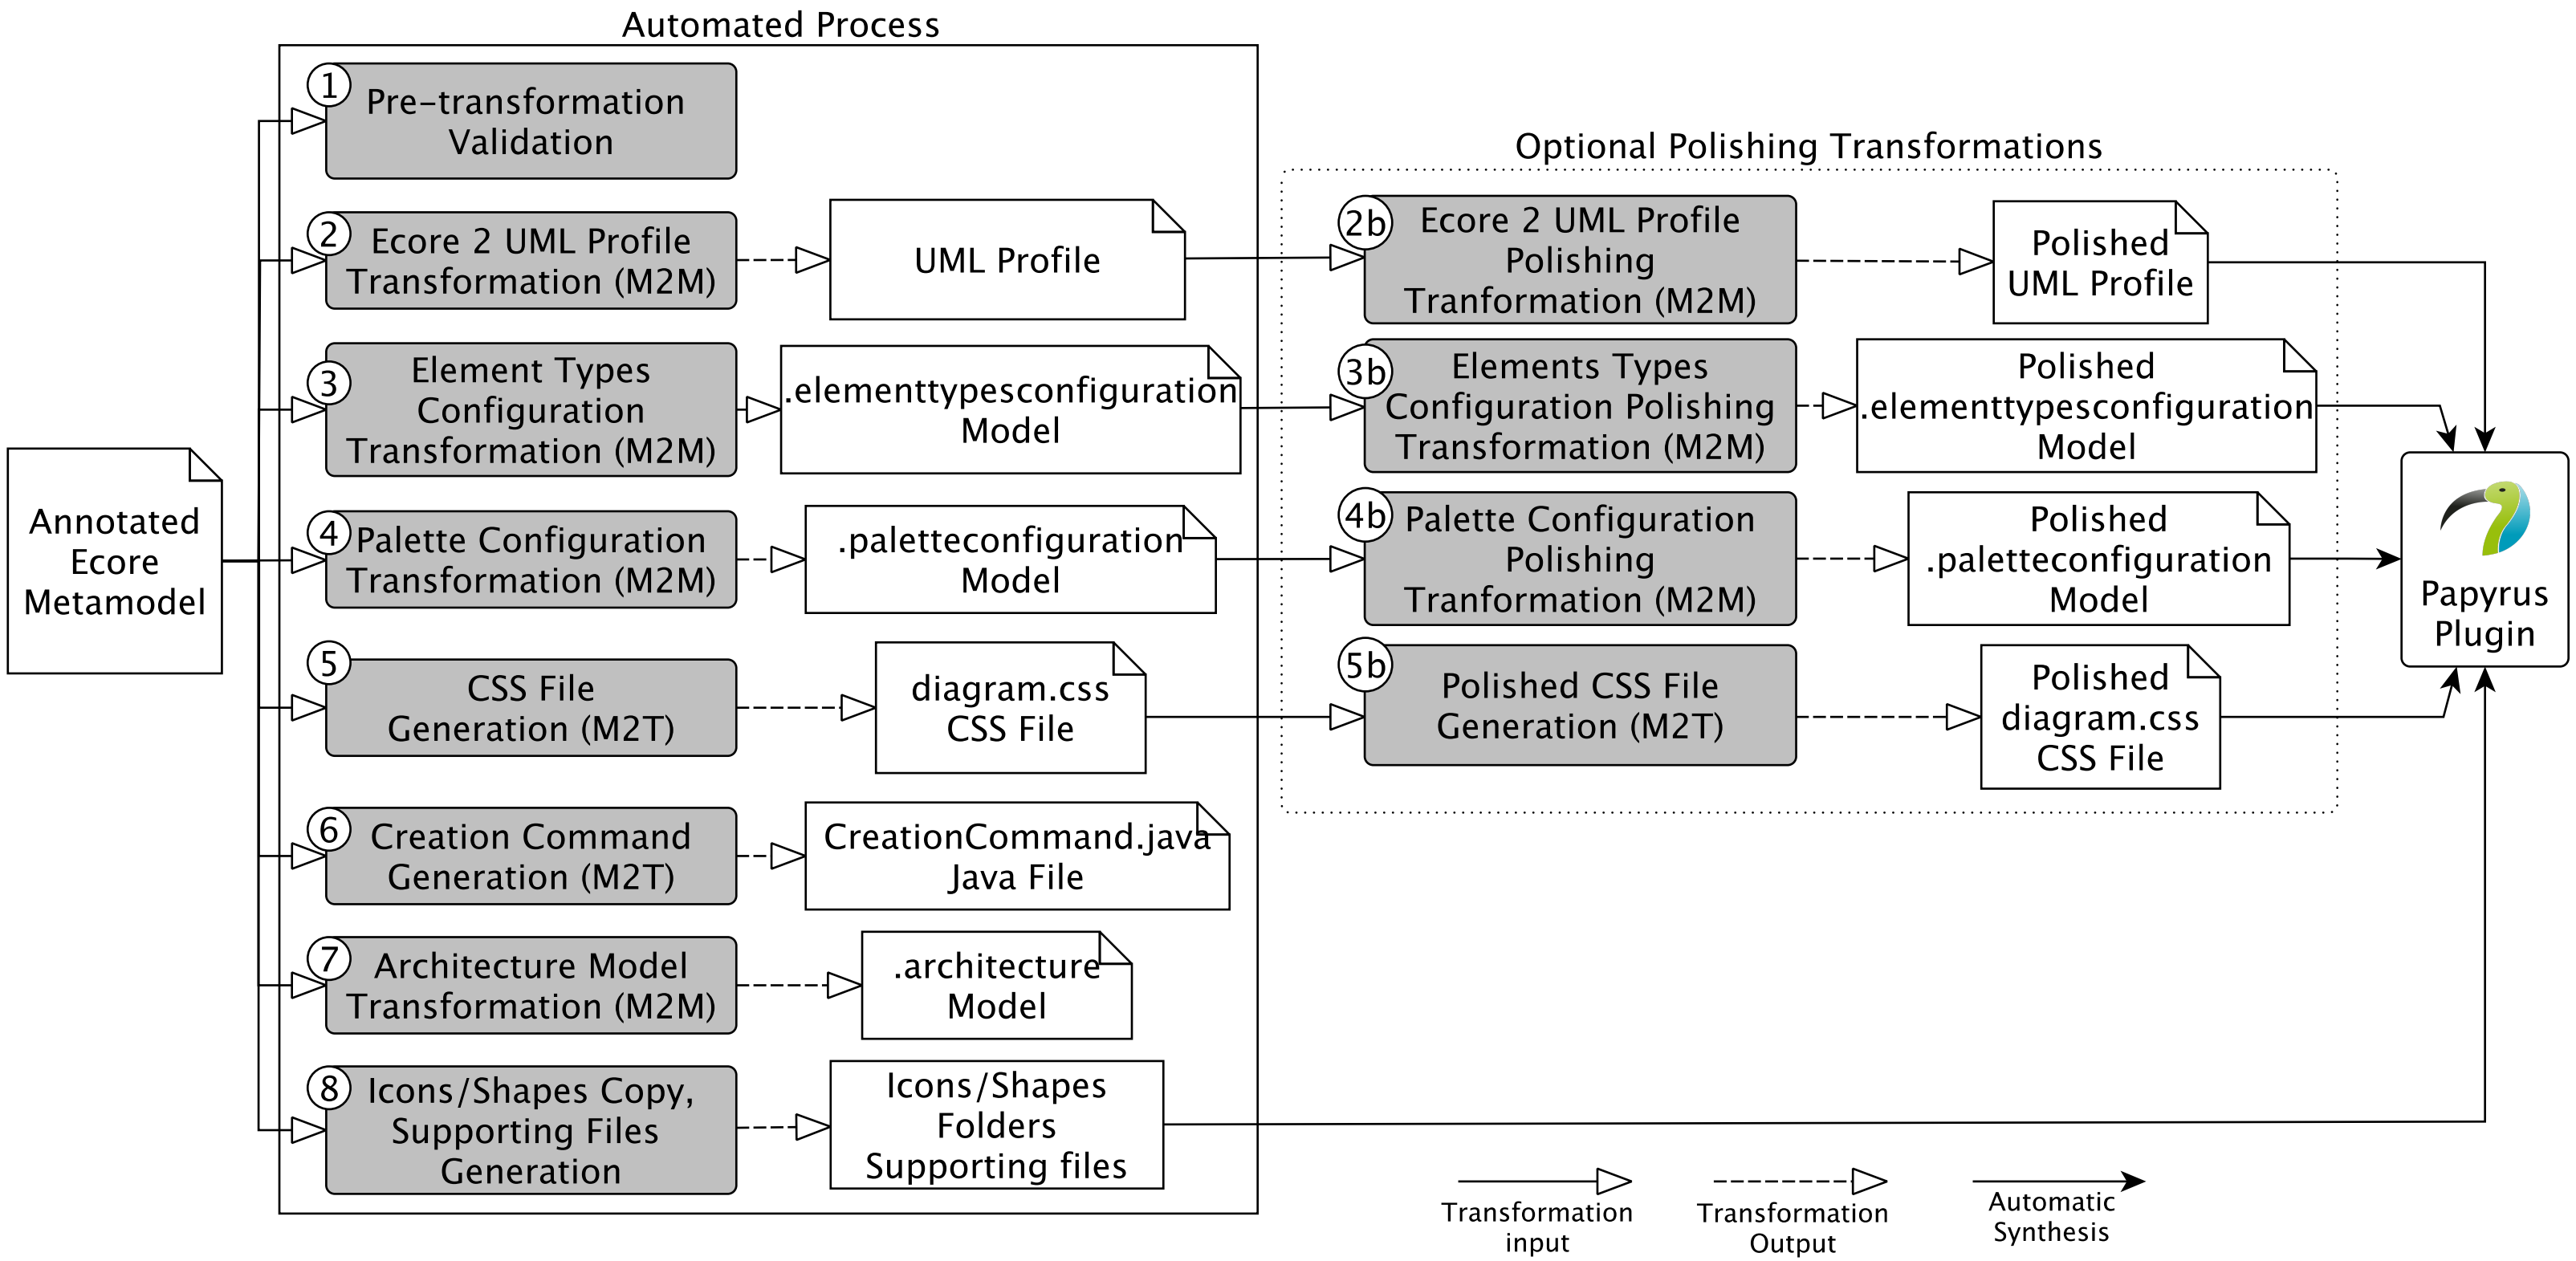 Automated Process
Annotated
Ecore
Metamodel
1
Pre-transformation
Validation
2
Ecore 2 UML Profile
Transformation (M2M)
UML Profile
3
Element Types
Configuration
Transformation (M2M)
.elementtypesconfiguration
Model
4
Palette Configuration
Transformation (M2M)
.paletteconfiguration
Model
5
CSS File
Generation (M2T)
diagram.css
CSS File
6
Creation Command
Generation (M2T)
CreationCommand.java
Java File
7
Architecture Model
Transformation (M2M)
.architecture
Model
8
Icons/Shapes Copy,
Supporting Files
Generation
Icons/Shapes
Folders
Supporting files
Optional Polishing Transformations
2b
Ecore 2 UML Profile
Polishing
Tranformation (M2M)
Polished
UML Profile
3b
Elements Types
Configuration Polishing
Transformation (M2M)
Polished
.elementtypesconfiguration
Model
4b
Palette Configuration
Polishing
Tranformation (M2M)
Polished
.paletteconfiguration
Model
5b
Polished CSS File
Generation (M2T)
Polished
diagram.css
CSS File
Papyrus
Plugin
Transformation
input
Transformation
Output
Automatic
Synthesis